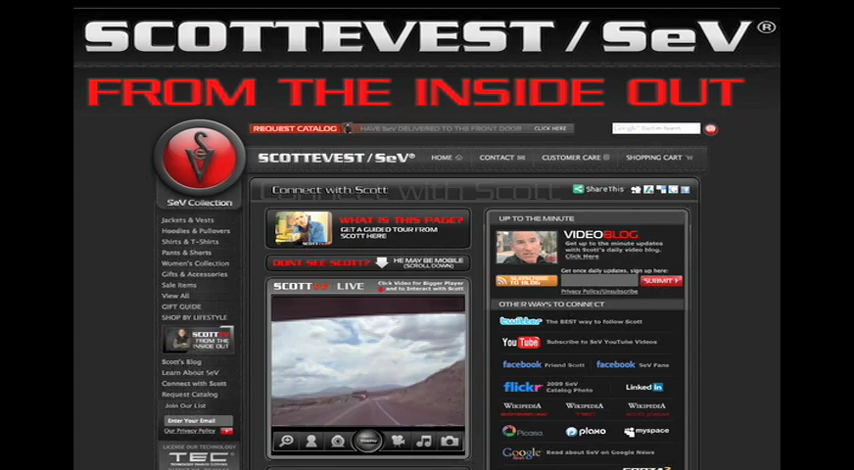 SCOTTEVEST / SeV®
FROM THE INSIDE OUT
REQUEST CATALOG HAVE SeV DELIVERED TO THE FRONT DOOR CLICK HERE
SCOTTEVEST/SeV® HOME CONTACT CUSTOMER CARE SHOPPING CART
SeV Collection
Connect with Scott
ShareThis
Jackets & Vests
Hoodies & Pullovers
Shirts & T-Shirts
Pants & Shorts
Women's Collection
Gifts & Accessories
Sale Items
View All
GIFT GUIDE
SHOP BY LIFESTYLE
SCOTT
FROM THE
INSIDE OUT
Scott's Blog
Learn About SeV
Connect with Scott
Request Catalog
Join Our List
Enter Your Email
Our Privacy Policy
LICENSE OUR TECHNOLOGY
TEC
WHAT IS THIS PAGE?
GET A GUIDED TOUR FROM
SCOTT HERE
DONT SEE SCOTT? HE MAY BE MOBILE
(SCROLL DOWN)
SCOTT LIVE Click Video for Bigger Player
and to Interact with Scott
menu
UP TO THE MINUTE
VIDEOBLOG
Get up to the minute updates
with Scott's daily video blog.
Click Here
SUBSCRIBE
TO BLOG
Get once daily updates, sign up here:
SUBMIT
Privacy Policy/Unsubscribe
OTHER WAYS TO CONNECT
twitter The BEST way to follow Scott
YouTube Subscribe to SeV YouTube Videos
facebook Friend Scott facebook SeV Fans
flickr 2009 SeV
Catalog Photo
LinkedIn
WIKIPEDIA WIKIPEDIA WIKIPEDIA
Picasa plaxo myspace
Google Read about SeV on Google News